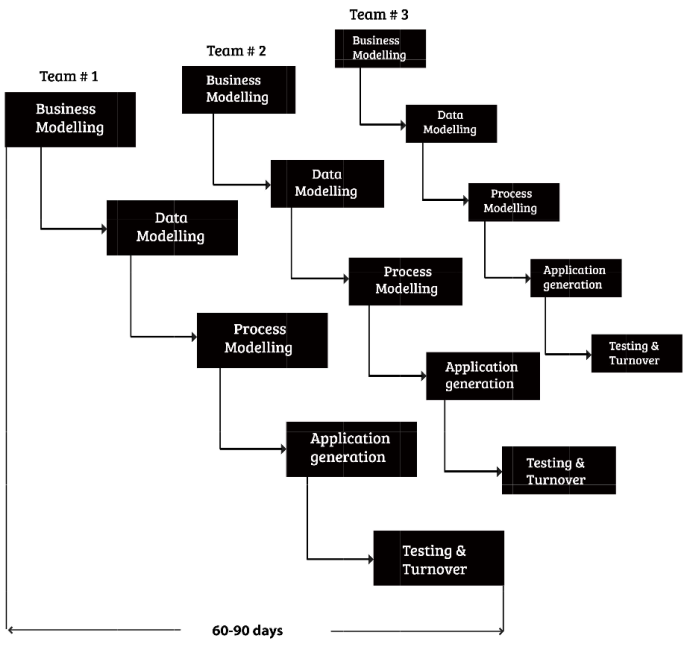 Team # 1
Business
Modelling
Data
Modelling
Process
Modelling
Application
generation
Testing &
Turnover
Team # 2
Business
Modelling
Data
Modelling
Process
Modelling
Application
generation
Testing &
Turnover
Team # 3
Business
Modelling
Data
Modelling
Process
Modelling
Application
generation
Testing &
Turnover
60-90 days